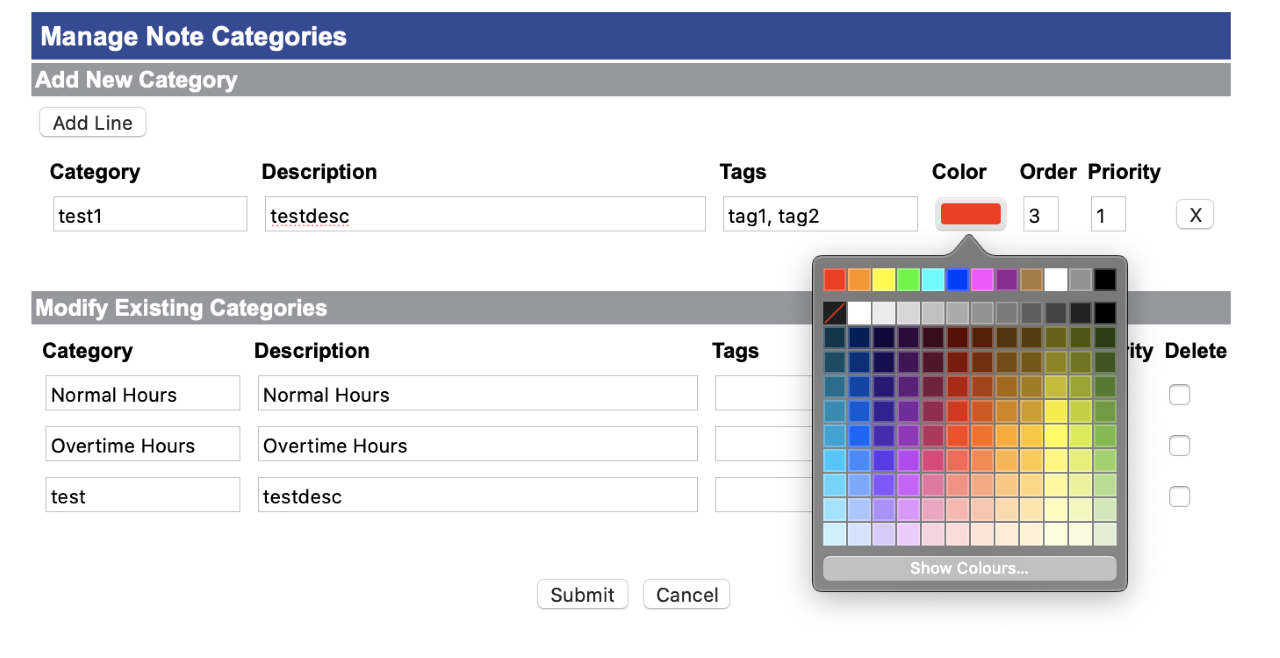 Manage Note Categories
Add New Category
Add Line
Category Description Tags Color Order Priority
test1 testdesc tag1, tag2 3 1 X
Modify Existing Categories
Category Description Tags Delete
Normal Hours Normal Hours
Overtime Hours Overtime Hours
test testdesc
Show Colours...
Submit Cancel